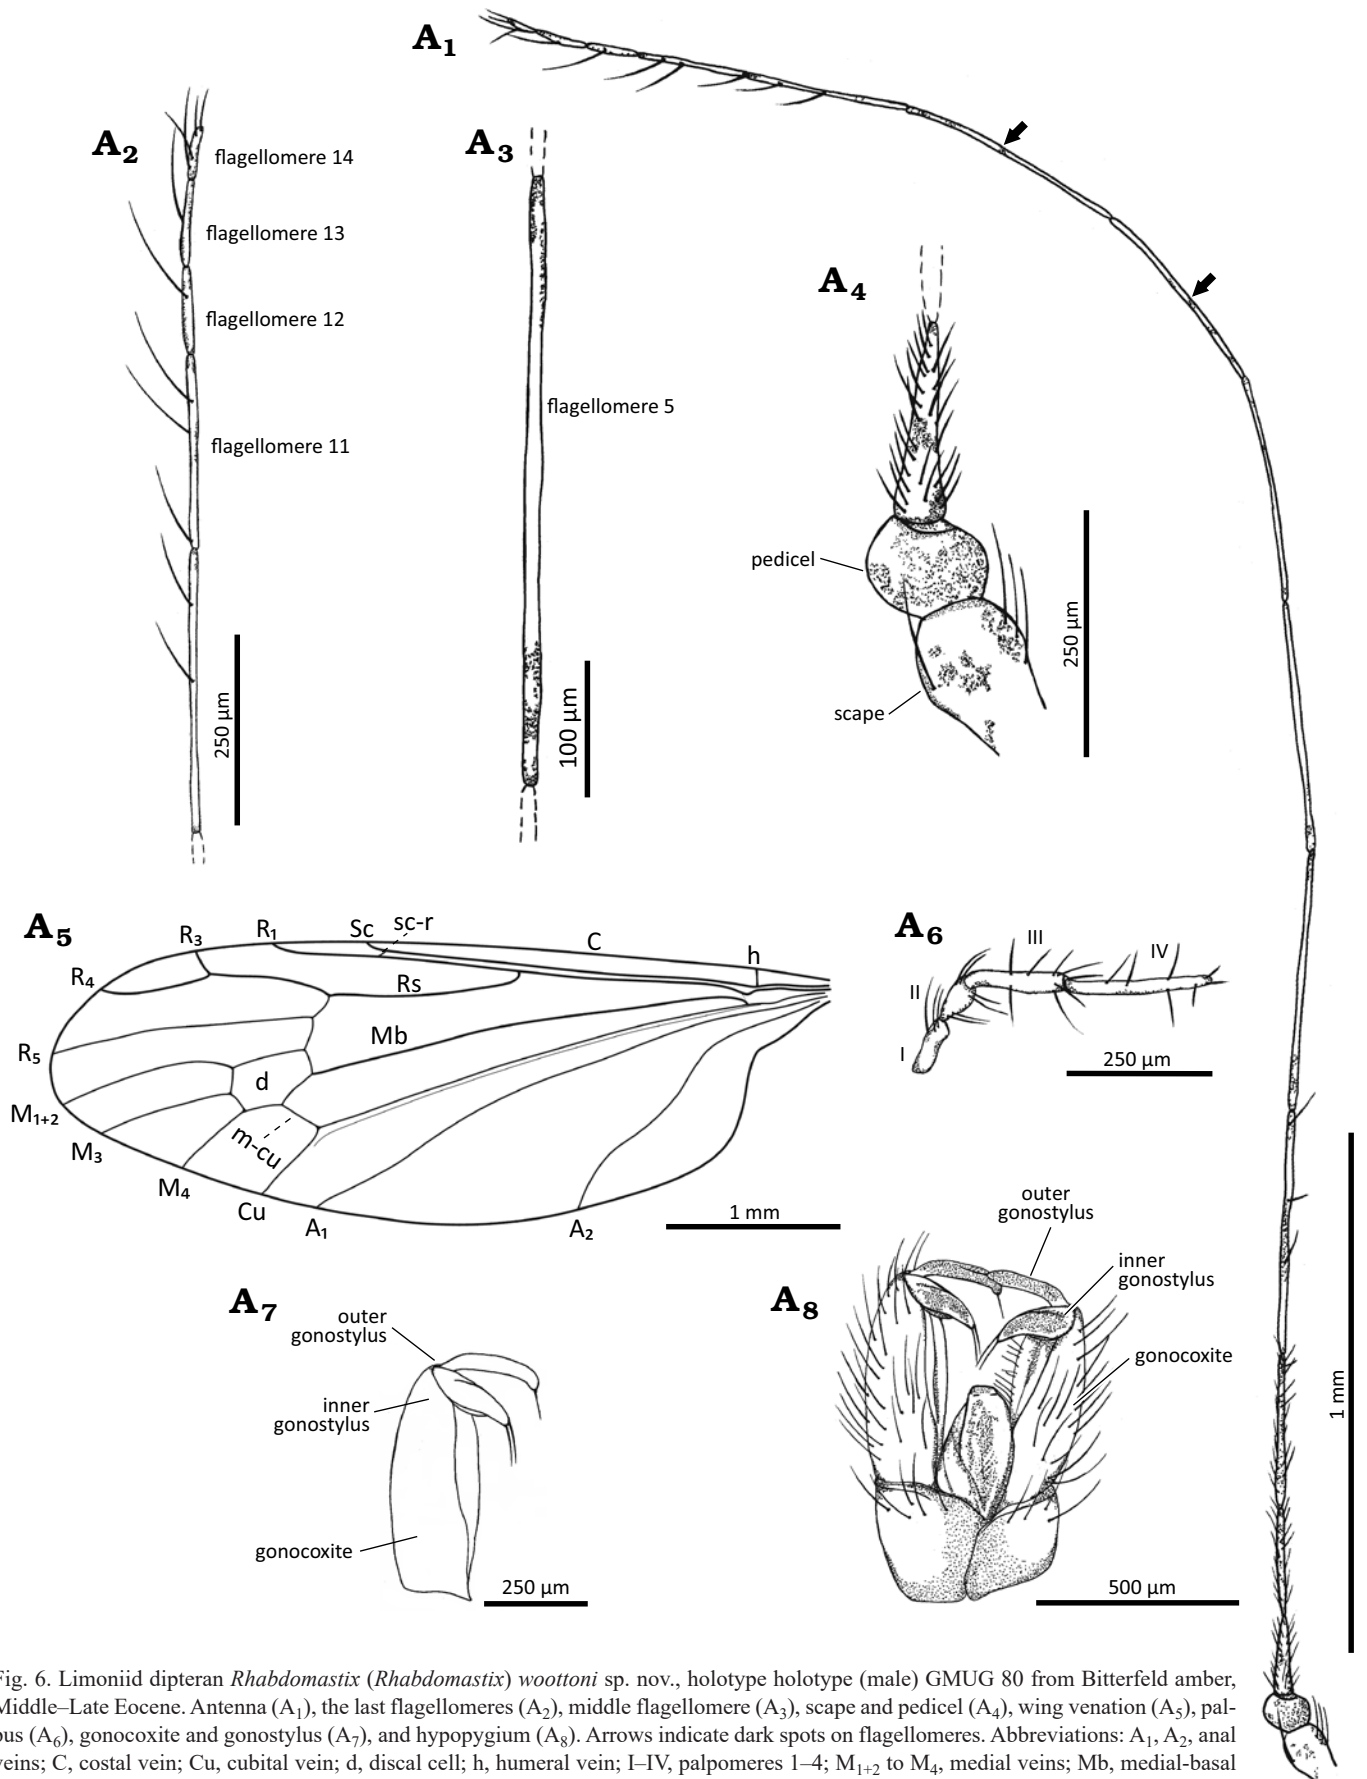 A₁
A₂
flagellomere 14
flagellomere 13
flagellomere 12
flagellomere 11
250 µm
A₃
flagellomere 5
100 µm
A₄
pedicel
scape
250 µm
A₅
R₃
R₁
Sc
sc-r
C
h
R₄
Rs
Mb
R₅
d
M₁₊₂
m-cu
M₃
M₄
Cu
A₁
A₂
1 mm
A₆
III
IV
II
I
250 µm
1 mm
A₇
outer
gonostylus
inner
gonostylus
gonocoxite
250 µm
A₈
outer
gonostylus
inner
gonostylus
gonocoxite
500 µm
Fig. 6. Limoniid dipteran Rhabdomastix (Rhabdomastix) woottoni sp. nov., holotype holotype (male) GMUG 80 from Bitterfeld amber,
Middle–Late Eocene. Antenna (A₁), the last flagellomeres (A₂), niddle flagellomere (A₃), scape and pedicel (A₄), wing venation (A₅), pal-
pus (A₆), gonocoxite and gonostylus (A₇), and hypopygium (A₈). Arrows indicate dark spots on flagellomeres. Abbreviations: A₁, A₂, anal
veins; C, costal vein; Cu, cubital vein; d, discal cell; h, humeral vein; I–IV, palpomeres 1–4; M₁₊₂ to M₄, medial veins; Mb, medial-basal